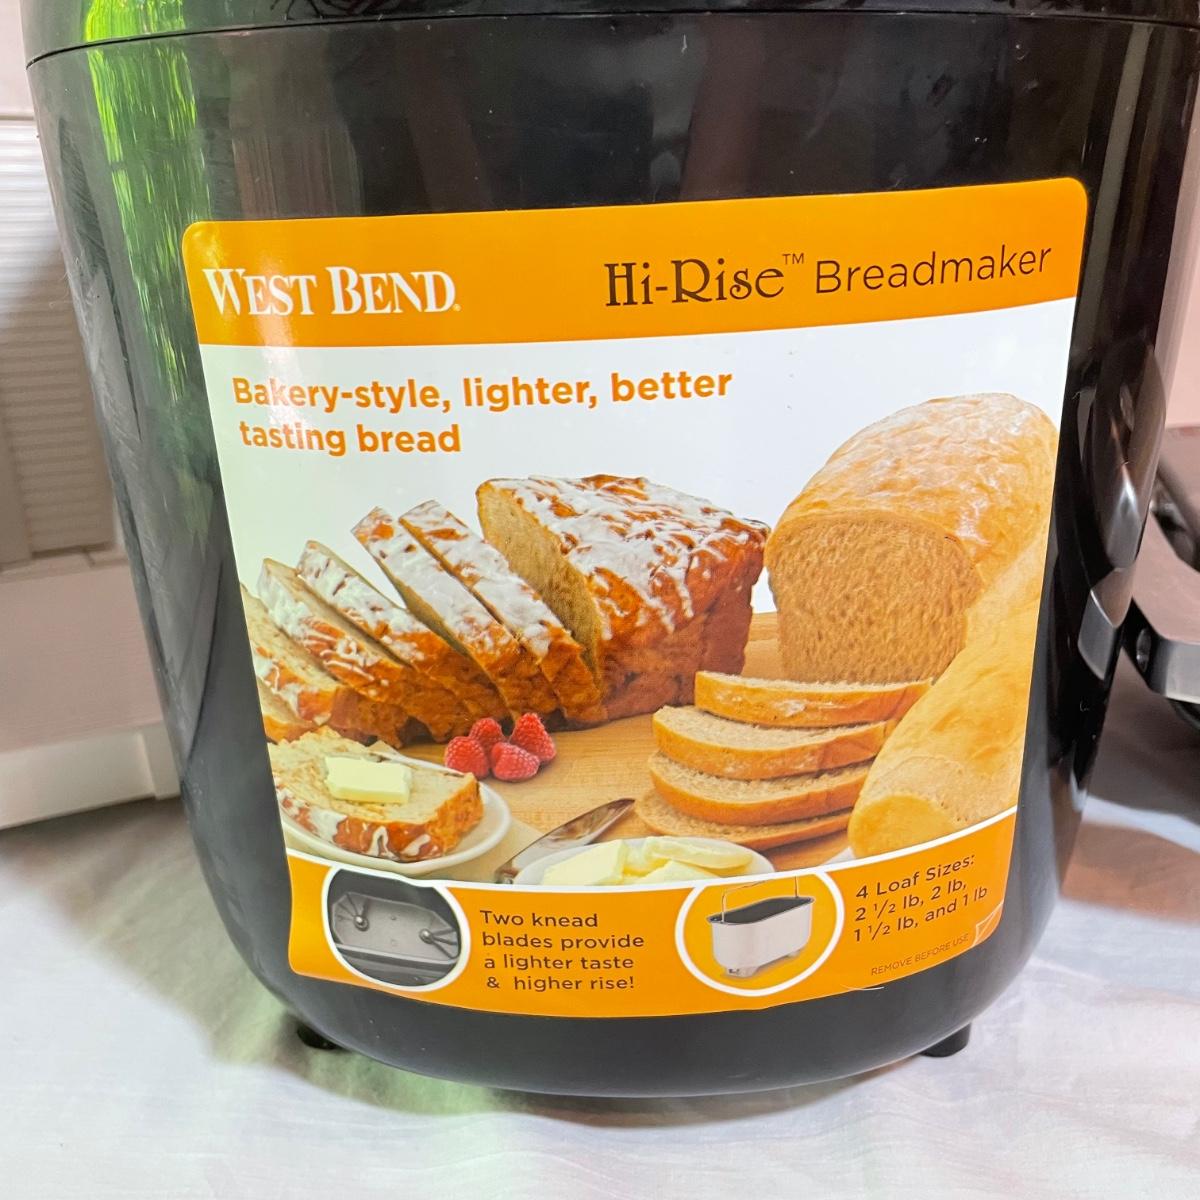 WEST BEND®
Hi-Rise™ Breadmaker
Bakery-style, lighter, better
tasting bread
Two knead
blades provide
a lighter taste
& higher rise!
4 Loaf Sizes:
2 1/2 lb, 2 lb,
1 1/2 lb, and 1 lb
REMOVE BEFORE USE